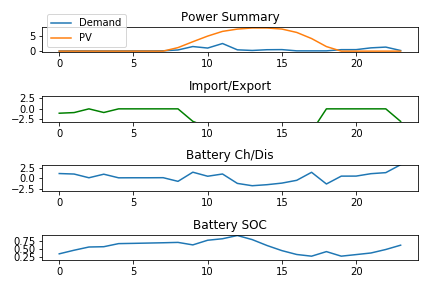 Power Summary
Demand
PV
5
0
0 5 10 15 20
Import/Export
2.5
0.0
−2.5
0 5 10 15 20
Battery Ch/Dis
2.5
0.0
−2.5
0 5 10 15 20
Battery SOC
0.75
0.50
0.25
0 5 10 15 20